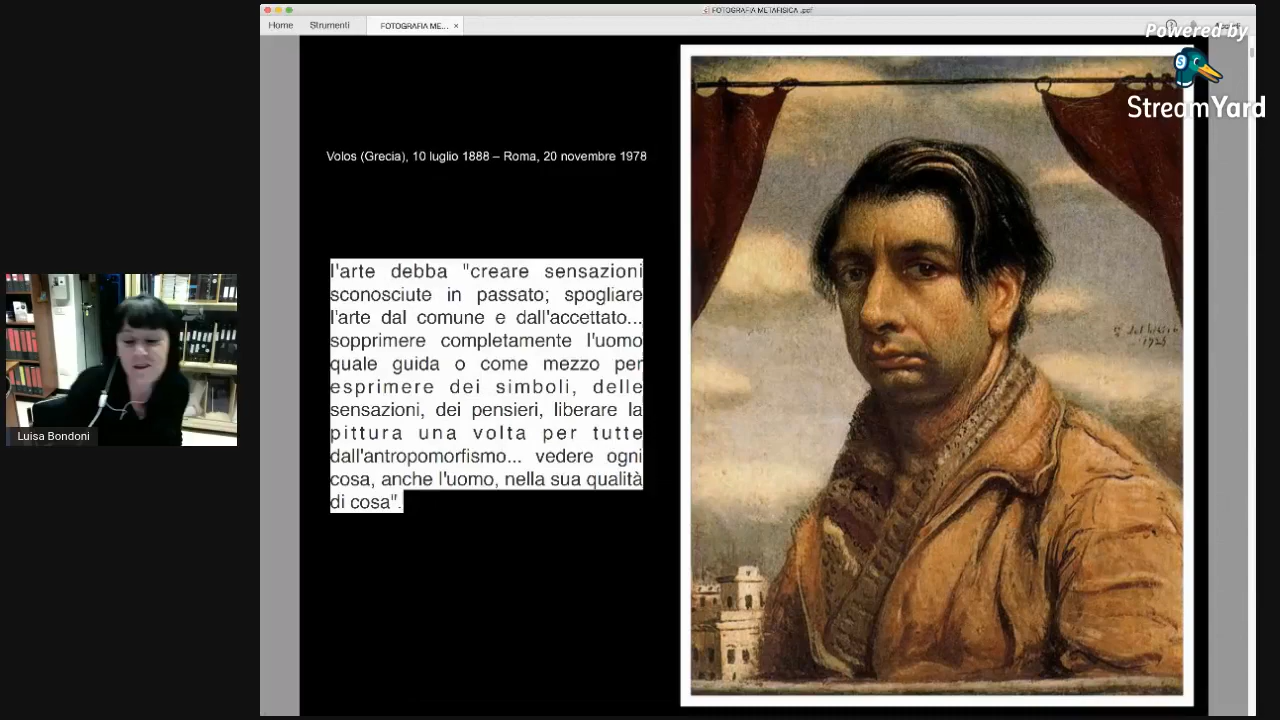 FOTOGRAFIA METAFISICA .pdf
Home Strumenti FOTOGRAFIA ME... ×
Powered by
StreamYard
Volos (Grecia), 10 luglio 1888 – Roma, 20 novembre 1978
l'arte debba "creare sensazioni
sconosciute in passato; spogliare
l'arte dal comune e dall'accettato...
sopprimere completamente l'uomo
quale guida o come mezzo per
esprimere dei simboli, delle
sensazioni, dei pensieri, liberare la
pittura una volta per tutte
dall'antropomorfismo... vedere ogni
cosa, anche l'uomo, nella sua qualità
di cosa".
Luisa Bondoni